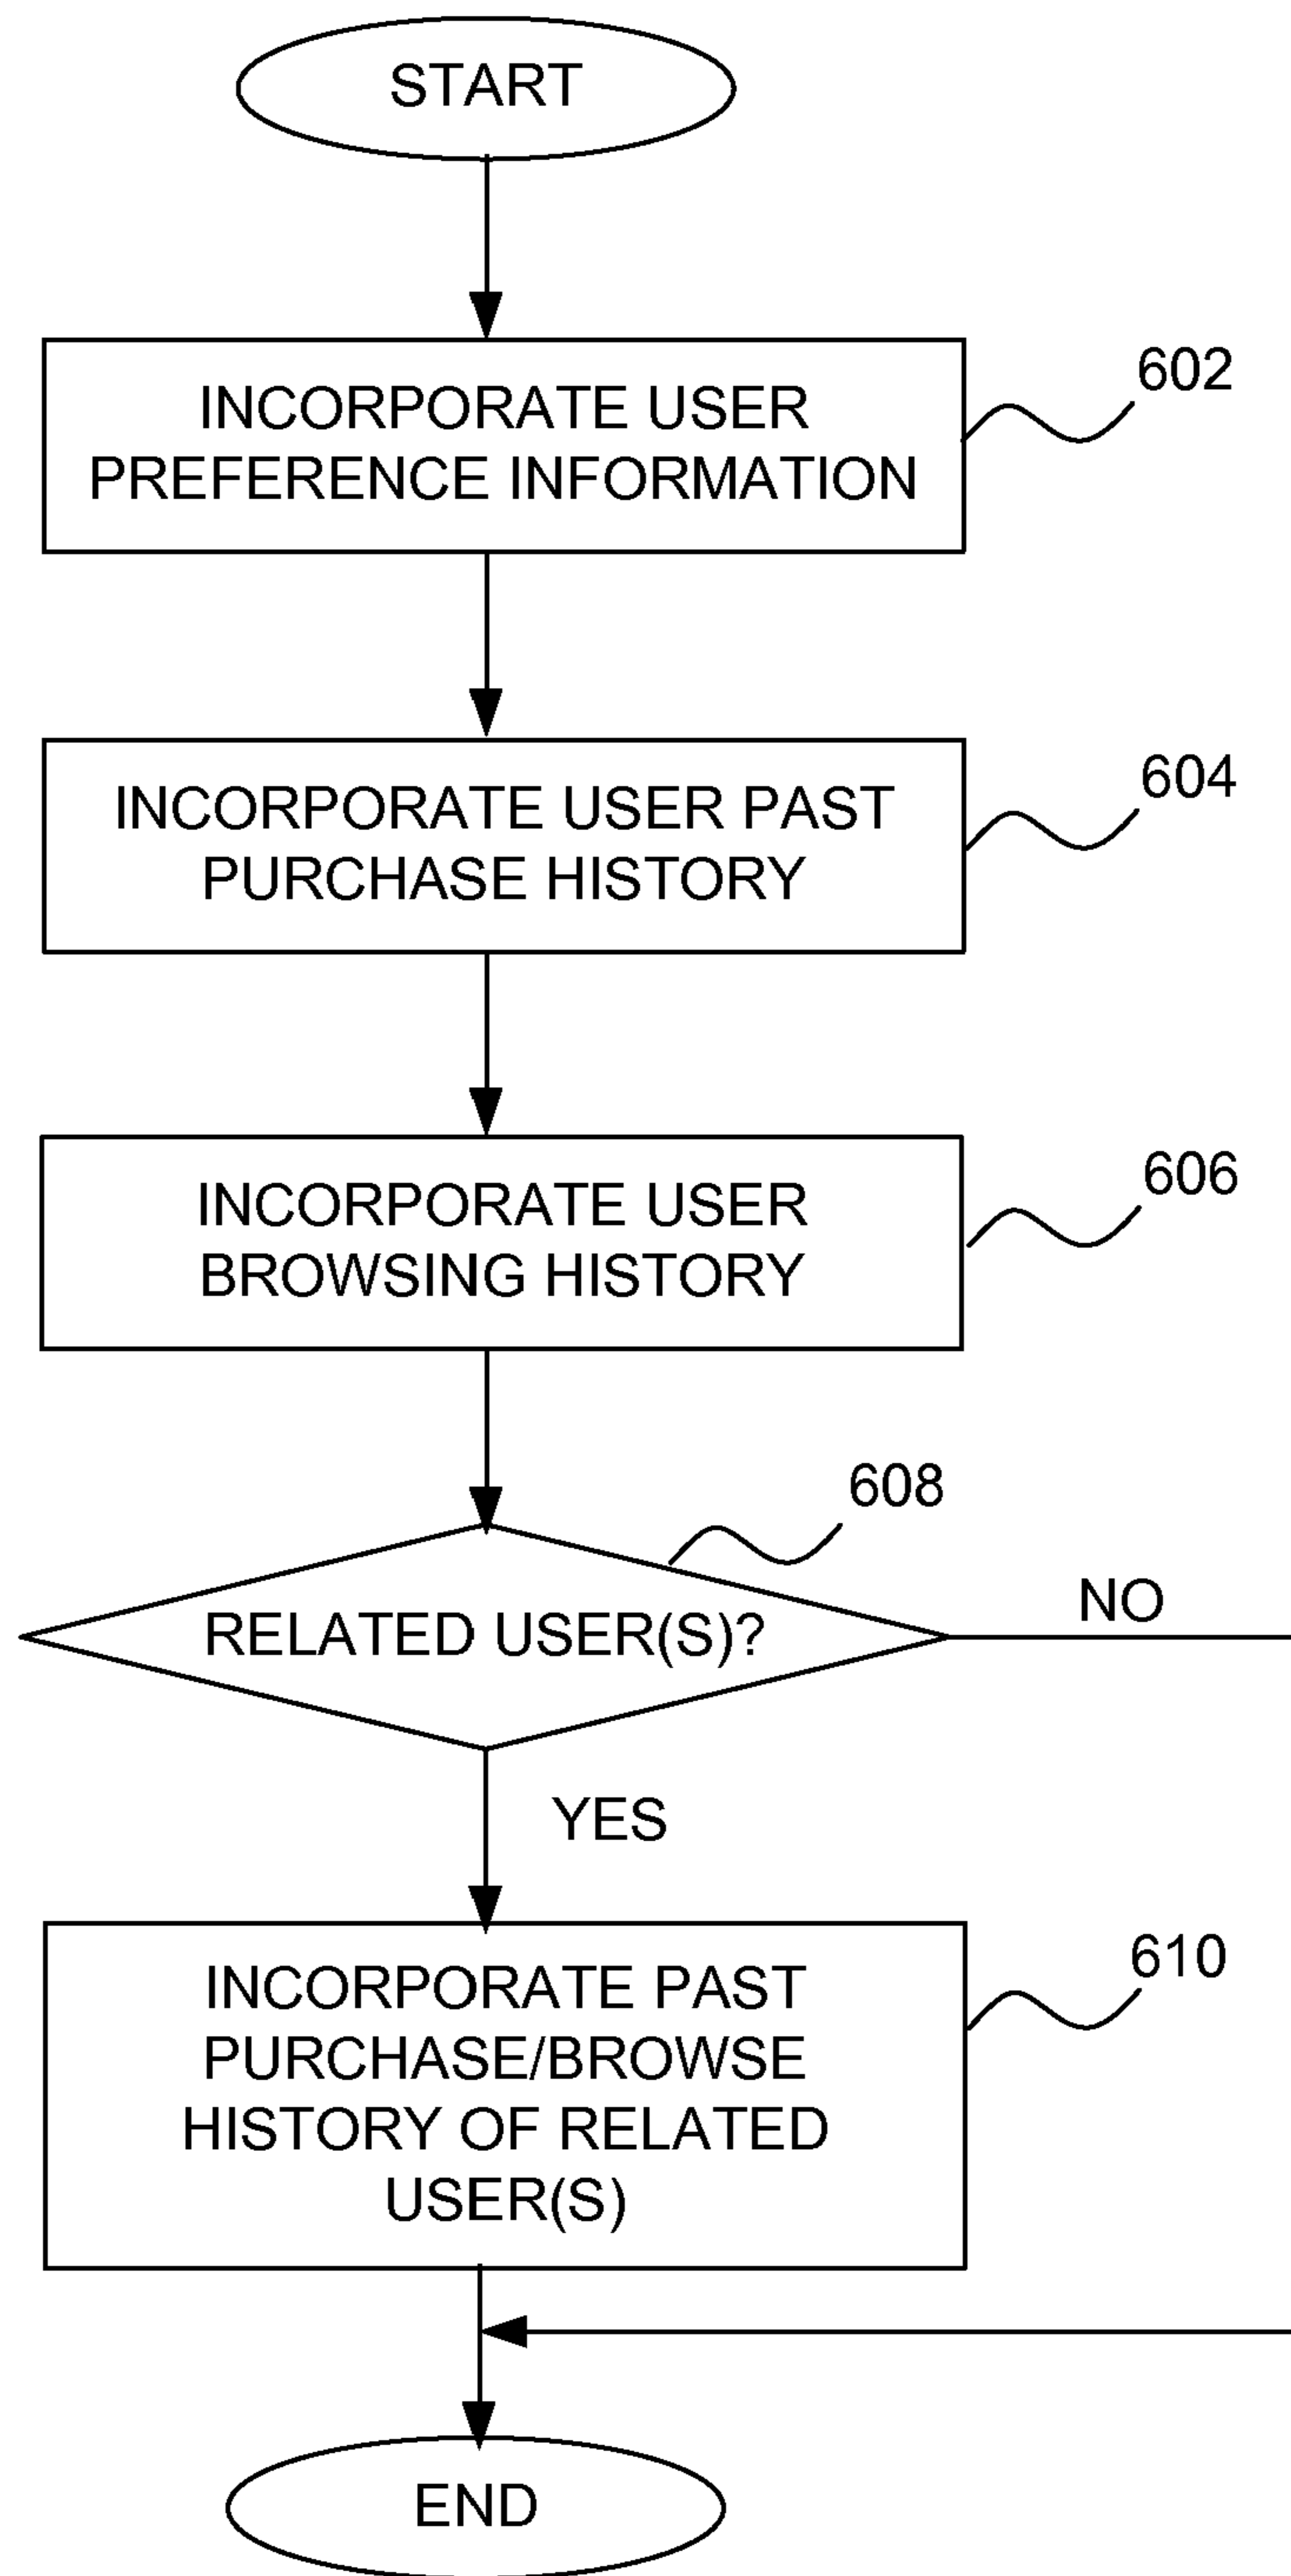 START
INCORPORATE USER
PREFERENCE INFORMATION
602
INCORPORATE USER PAST
PURCHASE HISTORY
604
INCORPORATE USER
BROWSING HISTORY
606
608
RELATED USER(S)?
NO
YES
INCORPORATE PAST
PURCHASE/BROWSE
HISTORY OF RELATED
USER(S)
610
END